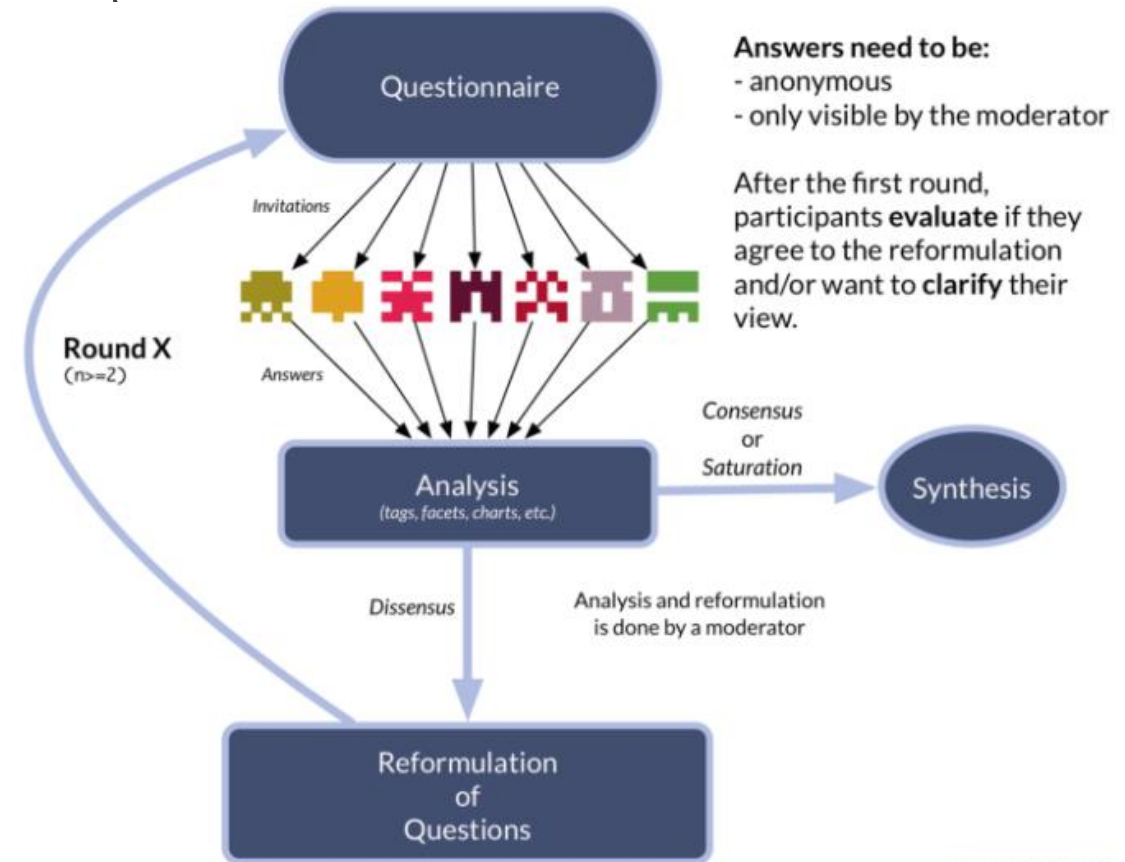 Questionnaire
Answers need to be:
- anonymous
- only visible by the moderator
After the first round,
participants evaluate if they
agree to the reformulation
and/or want to clarify their
view.
Invitations
Round X
(n>=2)
Answers
Consensus
or
Saturation
Analysis
(tags, facets, charts, etc.)
Synthesis
Dissensus
Analysis and reformulation
is done by a moderator
Reformulation
of
Questions